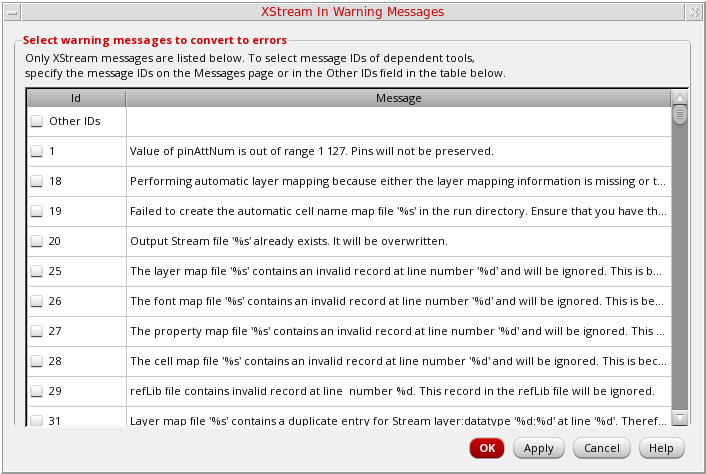 XStream In Warning Messages
Select warning messages to convert to errors
Only XStream messages are listed below. To select message IDs of dependent tools,
specify the message IDs on the Messages page or in the Other IDs field in the table below.
Id Message
Other IDs
1 Value of pinAttNum is out of range 1 127. Pins will not be preserved.
18 Performing automatic layer mapping because either the layer mapping information is missing or t...
19 Failed to create the automatic cell name map file '%s' in the run directory. Ensure that you have th...
20 Output Stream file '%s' already exists. It will be overwritten.
25 The layer map file '%s' contains an invalid record at line number '%d' and will be ignored. This is b...
26 The font map file '%s' contains an invalid record at line number '%d' and will be ignored. This is be...
27 The property map file '%s' contains an invalid record at line number '%d' and will be ignored. This ...
28 The cell map file '%s' contains an invalid record at line number '%d' and will be ignored. This is bec...
29 refLib file contains invalid record at line  number %d. This record in the refLib file will be ignored.
31 Layer map file '%s' contains a duplicate entry for Stream layer:datatype '%d:%d' at line '%d'. Theref...
OK Apply Cancel Help